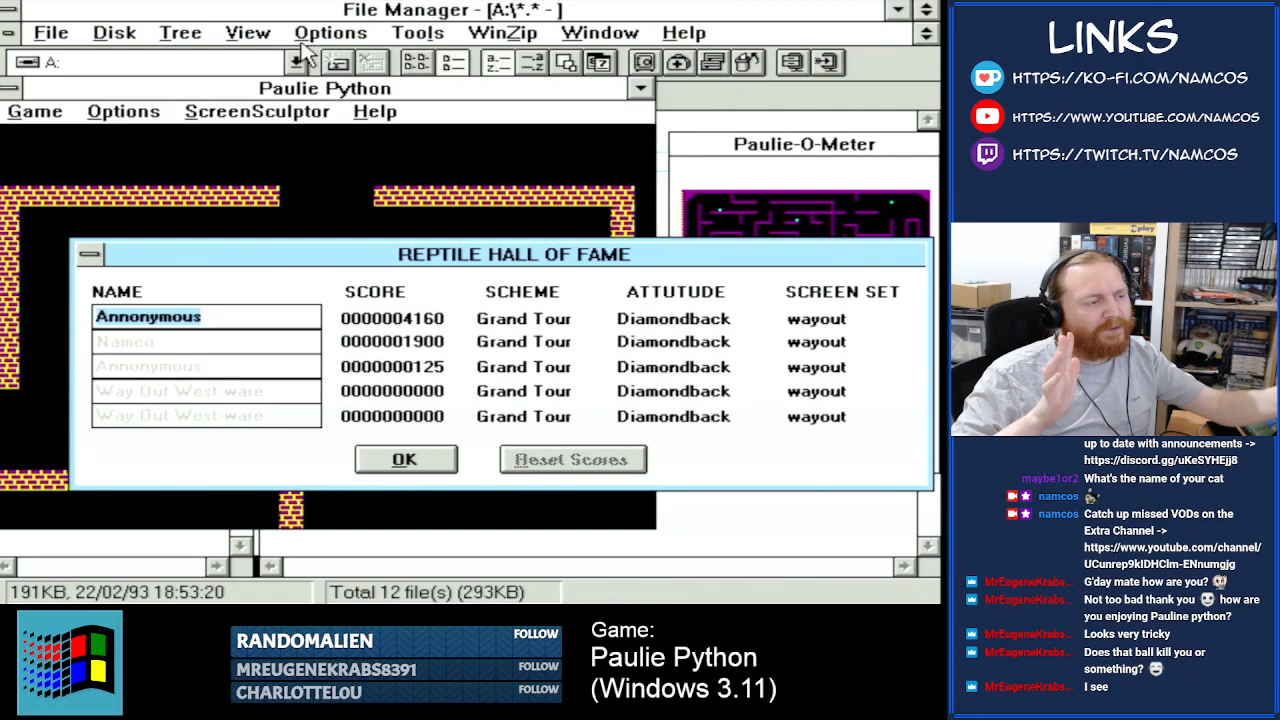 File Manager - [A:\*.* - ]
File Disk Tree View Options Tools WinZip Window Help
A:
Paulie Python
Game Options ScreenSculptor Help
Paulie-O-Meter
REPTILE HALL OF FAME
NAME SCORE SCHEME ATTUTUDE SCREEN SET
Annonymous 0000004160 Grand Tour Diamondback wayout
Namco 0000001900 Grand Tour Diamondback wayout
Annonymous 0000000125 Grand Tour Diamondback wayout
Way Out West-ware 0000000000 Grand Tour Diamondback wayout
Way Out West-ware 0000000000 Grand Tour Diamondback wayout
OK Reset Scores
191KB, 22/02/93 18:53:20 Total 12 file(s) (293KB)
RANDOMALIEN FOLLOW
MREUGENEKRABS8391 FOLLOW
CHARLOTTELOU FOLLOW
Game:
Paulie Python
(Windows 3.11)
LINKS
HTTPS://KO-FI.COM/NAMCOS
HTTPS://WWW.YOUTUBE.COM/NAMCOS
HTTPS://TWITCH.TV/NAMCOS
up to date with announcements ->
https://discord.gg/uKeSYHEjj8
maybe1or2 What's the name of your cat
namcos
namcos Catch up missed VODs on the
Extra Channel ->
https://www.youtube.com/channel/
UCunrep9kIDHClm-ENnumgjg
MrEugeneKrabs... G'day mate how are you?
MrEugeneKrabs... Not too bad thank you how are
you enjoying Pauline python?
MrEugeneKrabs... Looks very tricky
MrEugeneKrabs... Does that ball kill you or
something?
MrEugeneKrabs... I see